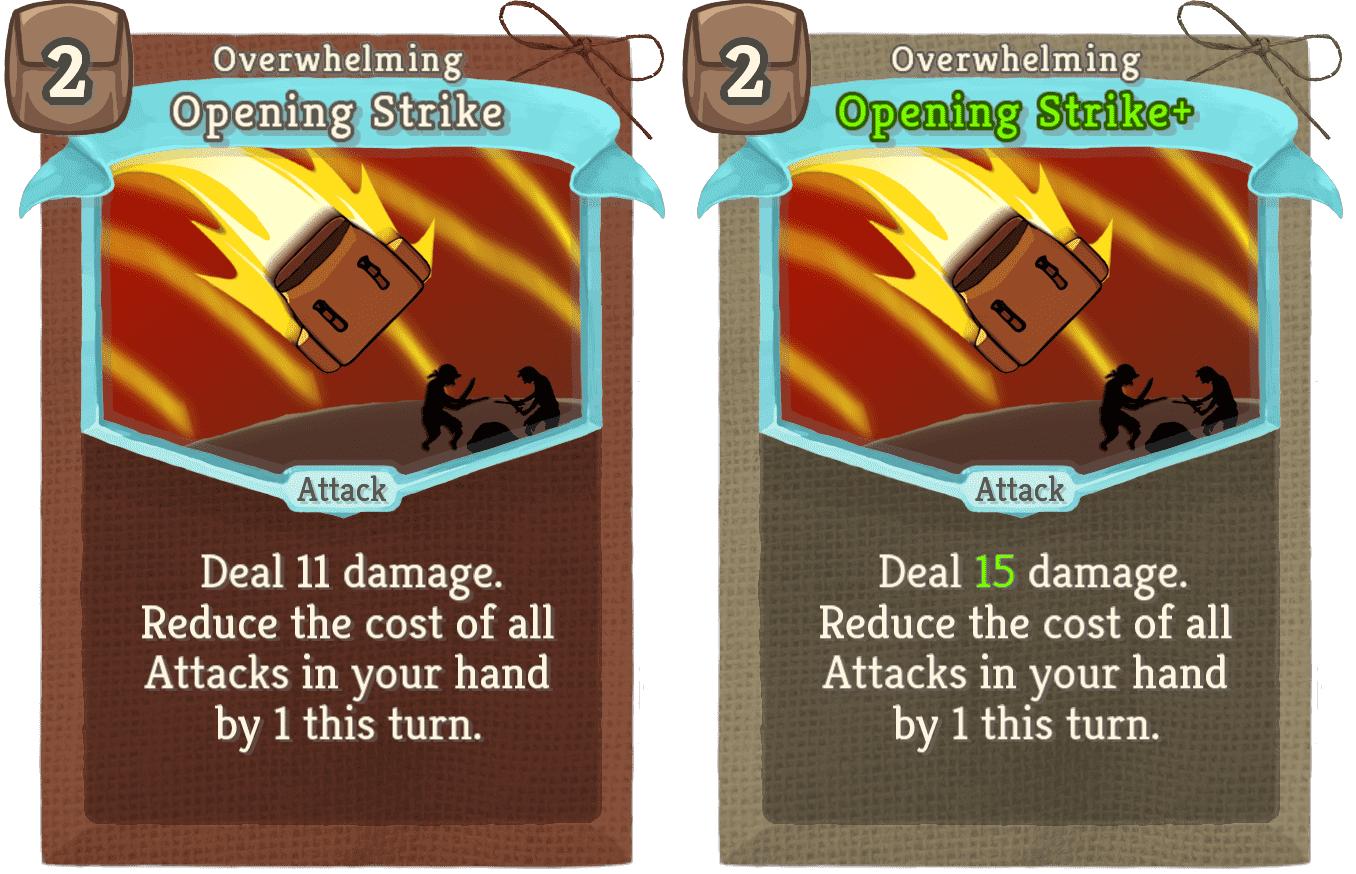 2
Overwhelming
Opening Strike
Attack
Deal 11 damage.
Reduce the cost of all
Attacks in your hand
by 1 this turn.
2
Overwhelming
Opening Strike+
Attack
Deal 15 damage.
Reduce the cost of all
Attacks in your hand
by 1 this turn.